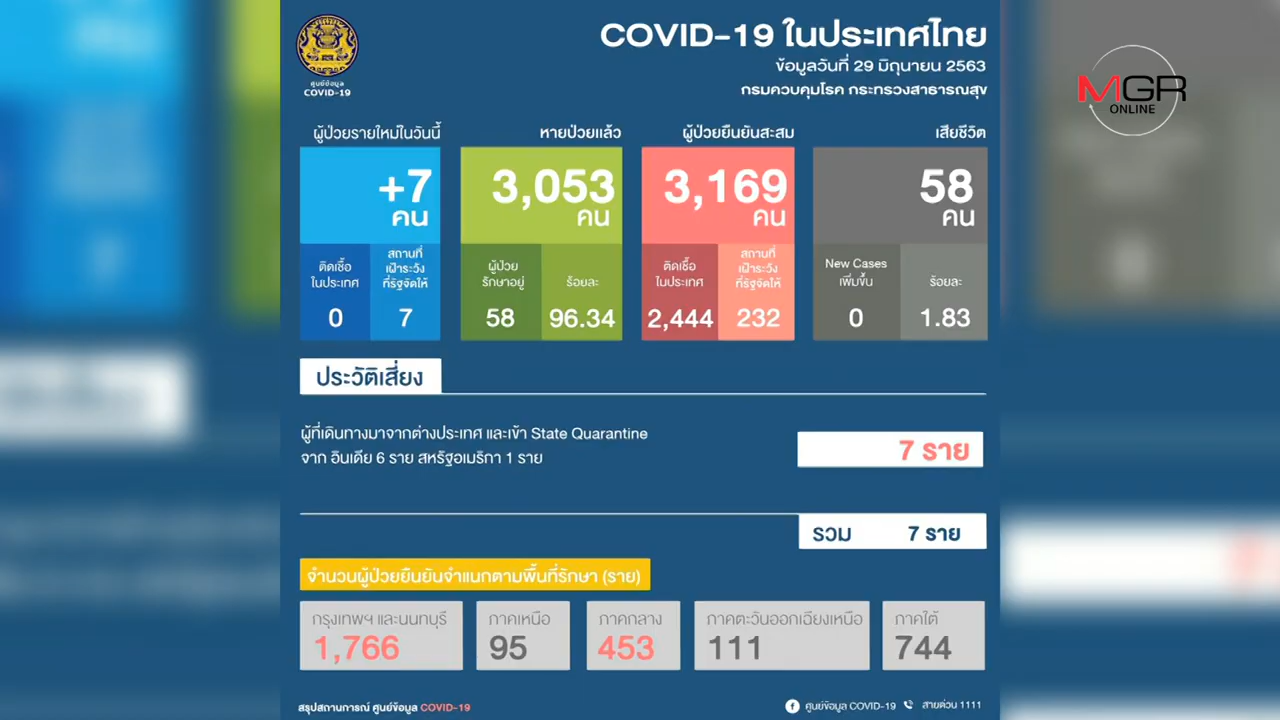 ศูนย์ข้อมูล
COVID-19
COVID-19 ในประเทศไทย
ข้อมูลวันที่ 29 มิถุนายน 2563
กรมควบคุมโรค กระทรวงสาธารณสุข
MGR
ONLINE
ผู้ป่วยรายใหม่ในวันนี้
+7
คน
ติดเชื้อ
ในประเทศ
0
สถานที่
เฝ้าระวัง
ที่รัฐจัดให้
7
หายป่วยแล้ว
3,053
คน
ผู้ป่วย
รักษาอยู่
58
ร้อยละ
96.34
ผู้ป่วยยืนยันสะสม
3,169
คน
ติดเชื้อ
ในประเทศ
2,444
สถานที่
เฝ้าระวัง
ที่รัฐจัดให้
232
เสียชีวิต
58
คน
New Cases
เพิ่มขึ้น
0
ร้อยละ
1.83
ประวัติเสี่ยง
ผู้ที่เดินทางมาจากต่างประเทศ และเข้า State Quarantine
จาก อินเดีย 6 ราย สหรัฐอเมริกา 1 ราย
7 ราย
รวม 7 ราย
จำนวนผู้ป่วยยืนยันจำแนกตามพื้นที่รักษา (ราย)
กรุงเทพฯ และนนทบุรี
1,766
ภาคเหนือ
95
ภาคกลาง
453
ภาคตะวันออกเฉียงเหนือ
111
ภาคใต้
744
สรุปสถานการณ์ ศูนย์ข้อมูล COVID-19
ศูนย์ข้อมูล COVID-19 สายด่วน 1111